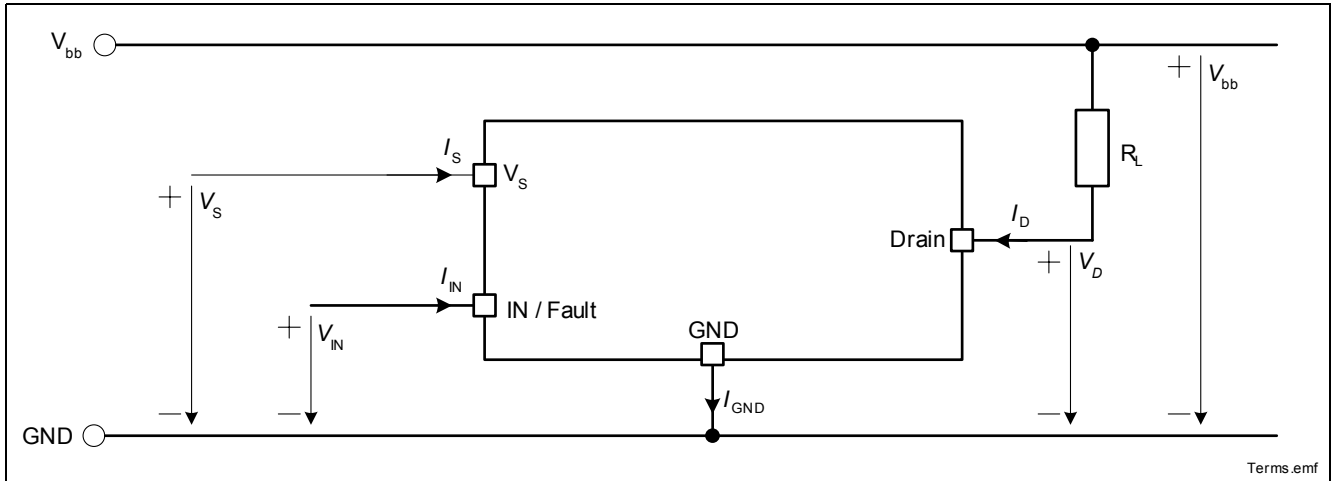 Vbb
+
Vbb
IS
VS
+
VS
RL
ID
Drain
+
VD
IIN
IN / Fault
+
VIN
GND
IGND
—
—
—
—
GND
Terms.emf